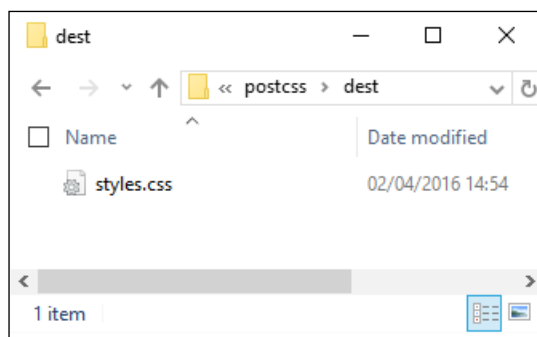 dest
« postcss > dest
Name Date modified
styles.css 02/04/2016 14:54
1 item